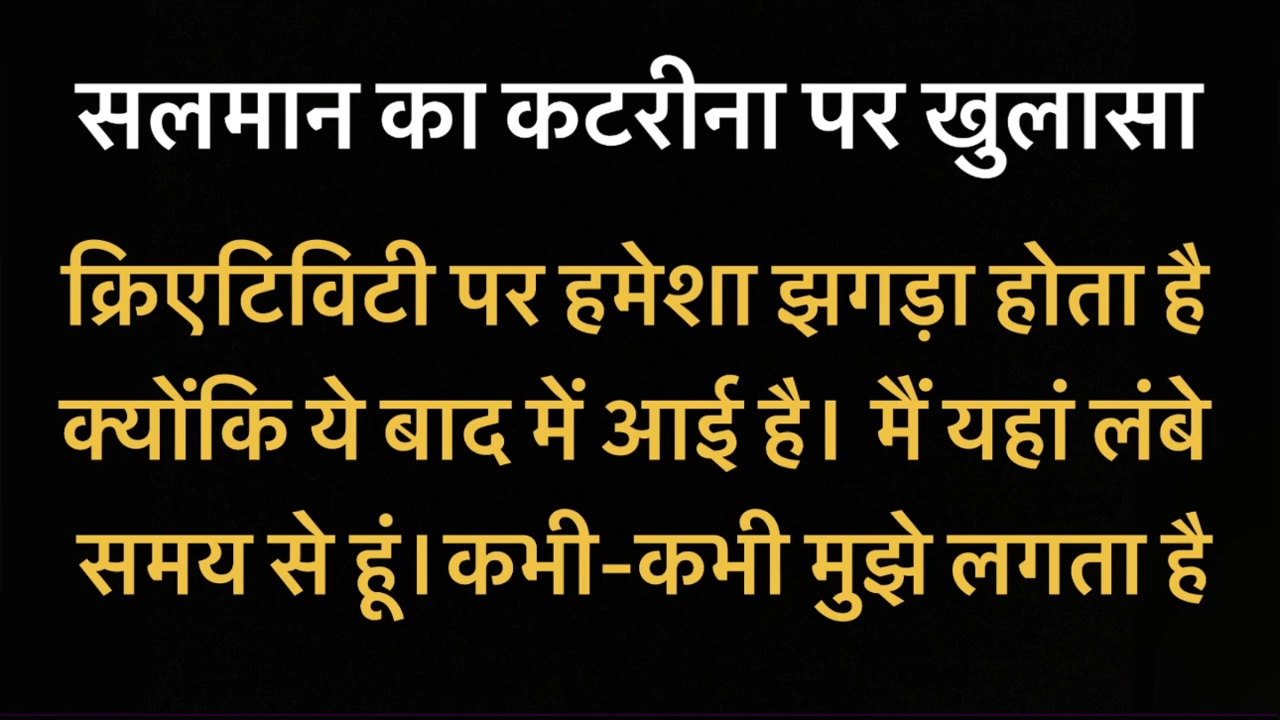 सलमान का कटरीना पर खुलासा
क्रिएटिविटी पर हमेशा झगड़ा होता है
क्योंकि ये बाद में आई है। मैं यहां लंबे
समय से हूं।कभी-कभी मुझे लगता है